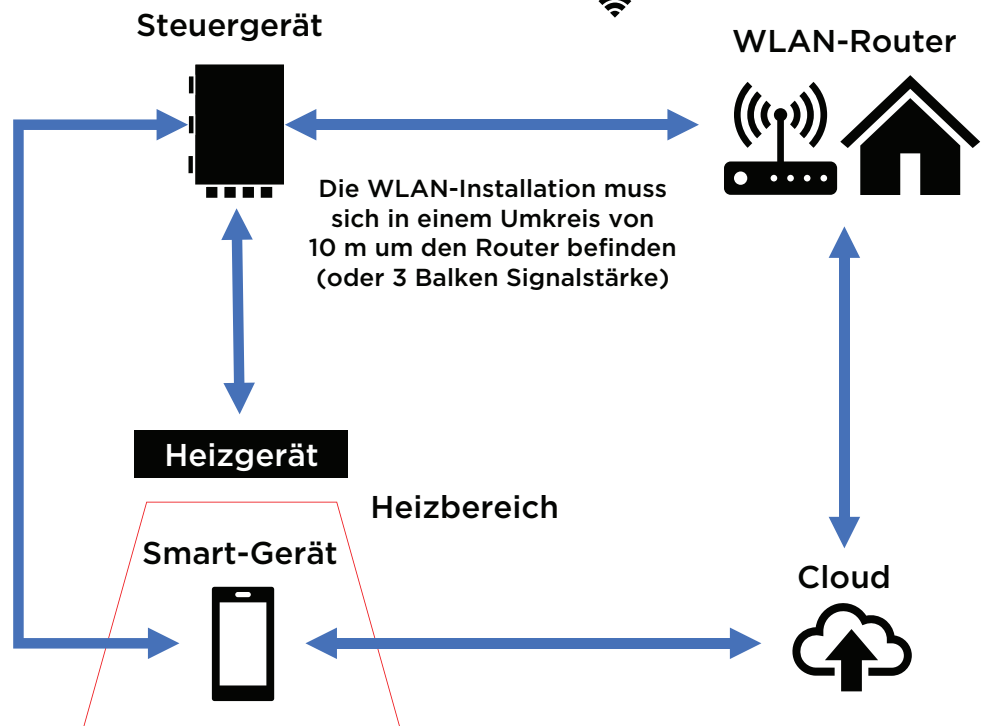 Steuergerät
WLAN-Router
Die WLAN-Installation muss
sich in einem Umkreis von
10 m um den Router befinden
(oder 3 Balken Signalstärke)
Heizgerät
Heizbereich
Smart-Gerät
Cloud